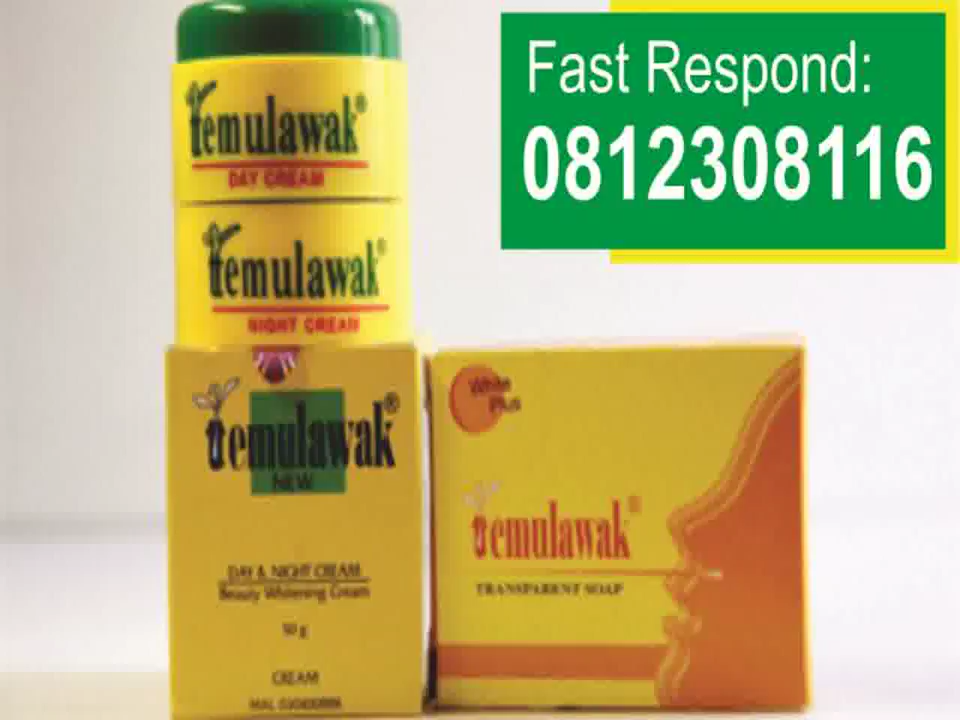 Fast Respond:
0812308116
temulawak®
DAY CREAM
temulawak®
NIGHT CREAM
temulawak®
NEW
DAY & NIGHT CREAM
Beauty Whitening Cream
50 g
CREAM
White
Plus
temulawak®
TRANSPARENT SOAP